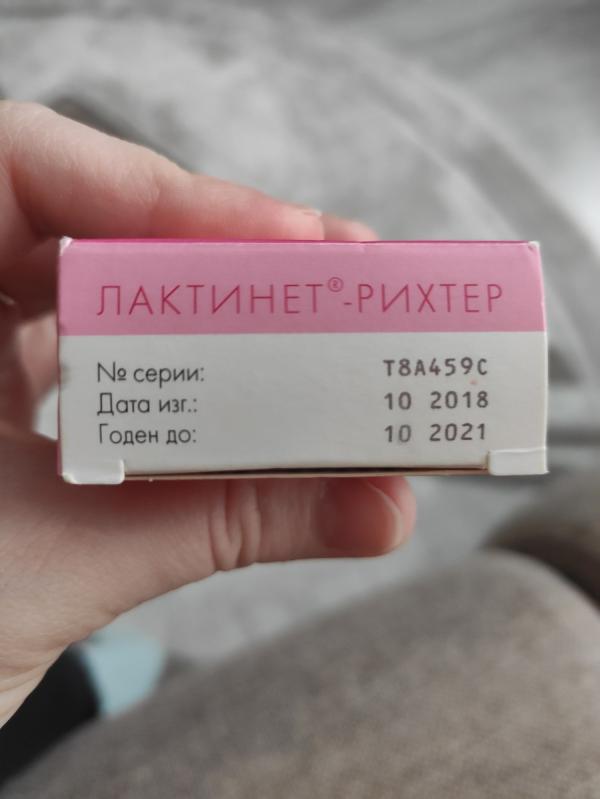 ЛАКТИНЕТ®-РИХТЕР
№ серии: T8A459C
Дата изг.: 10 2018
Годен до: 10 2021